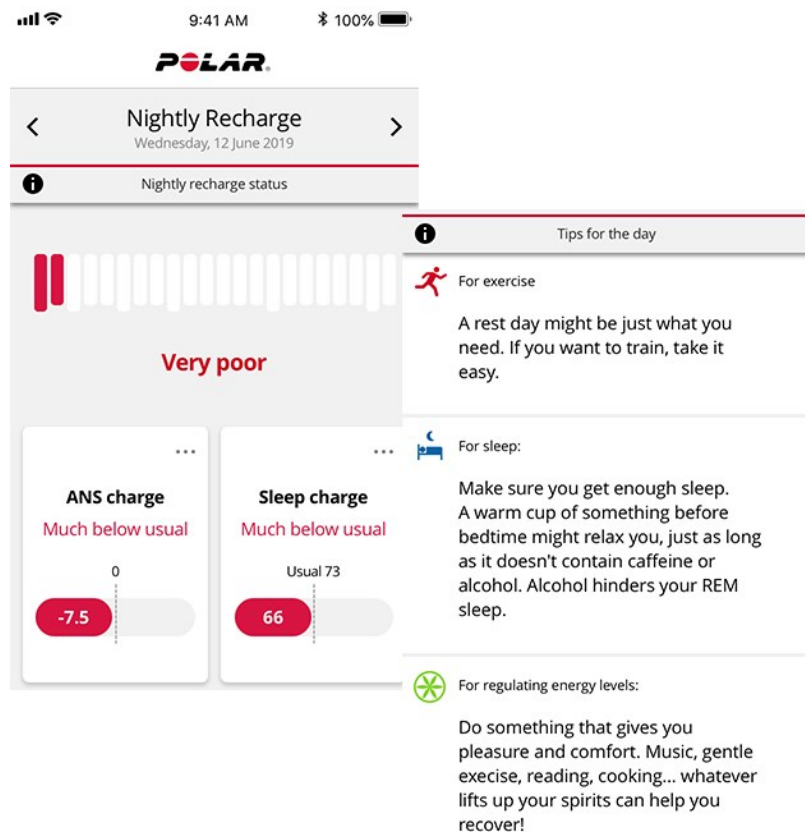 9:41 AM
100%
POLAR.
Nightly Recharge
Wednesday, 12 June 2019
Nightly recharge status
Very poor
ANS charge
Much below usual
0
-7.5
Sleep charge
Much below usual
Usual 73
66
Tips for the day
For exercise
A rest day might be just what you
need. If you want to train, take it
easy.
For sleep:
Make sure you get enough sleep.
A warm cup of something before
bedtime might relax you, just as long
as it doesn't contain caffeine or
alcohol. Alcohol hinders your REM
sleep.
For regulating energy levels:
Do something that gives you
pleasure and comfort. Music, gentle
execise, reading, cooking... whatever
lifts up your spirits can help you
recover!